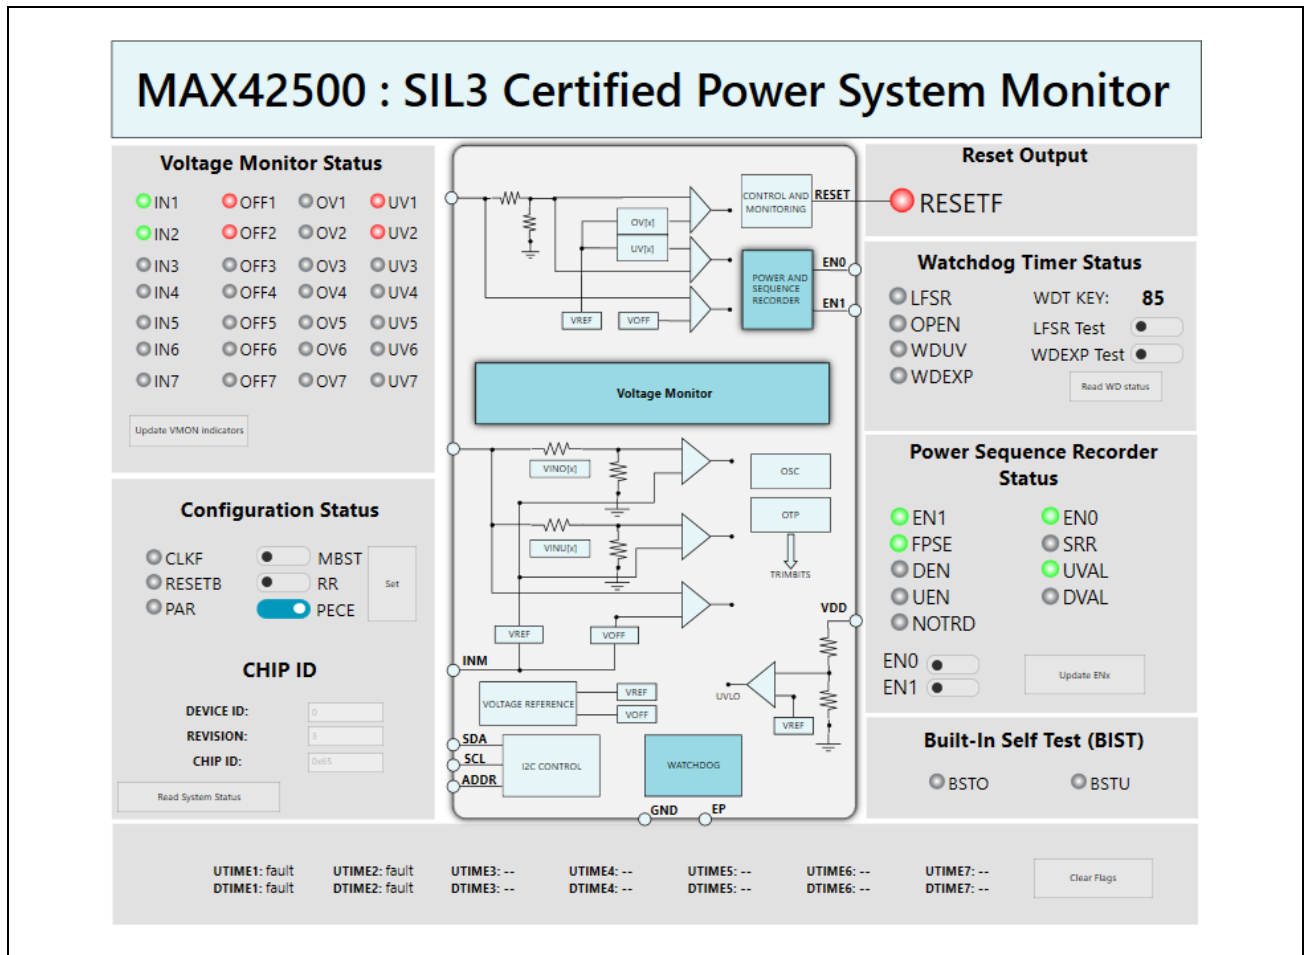 MAX42500 : SIL3 Certified Power System Monitor
Voltage Monitor Status
IN1 OFF1 OV1 UV1
IN2 OFF2 OV2 UV2
IN3 OFF3 OV3 UV3
IN4 OFF4 OV4 UV4
IN5 OFF5 OV5 UV5
IN6 OFF6 OV6 UV6
IN7 OFF7 OV7 UV7
Update VMON indicators
Configuration Status
CLKF MBST
RESETB RR
PAR PECE
Set
CHIP ID
DEVICE ID: 0
REVISION: 3
CHIP ID: 0x65
Read System Status
CONTROL AND
MONITORING
RESET
OV[x]
UV[x]
POWER AND
SEQUENCE
RECORDER
EN0
EN1
VREF
VOFF
Voltage Monitor
VINO[x]
OSC
OTP
VINU[x]
TRIMBITS
VDD
VREF
VOFF
INM
VOLTAGE REFERENCE
VREF
VOFF
UVLO
VREF
SDA
SCL
ADDR
I2C CONTROL
WATCHDOG
GND
EP
Reset Output
RESETF
Watchdog Timer Status
LFSR
OPEN
WDUV
WDEXP
WDT KEY: 85
LFSR Test
WDEXP Test
Read WD status
Power Sequence Recorder
Status
EN1 EN0
FPSE SRR
DEN UVAL
UEN DVAL
NOTRD
EN0
EN1
Update ENx
Built-In Self Test (BIST)
BSTO BSTU
UTIME1: fault UTIME2: fault UTIME3: -- UTIME4: -- UTIME5: -- UTIME6: -- UTIME7: --
DTIME1: fault DTIME2: fault DTIME3: -- DTIME4: -- DTIME5: -- DTIME6: -- DTIME7: --
Clear Flags